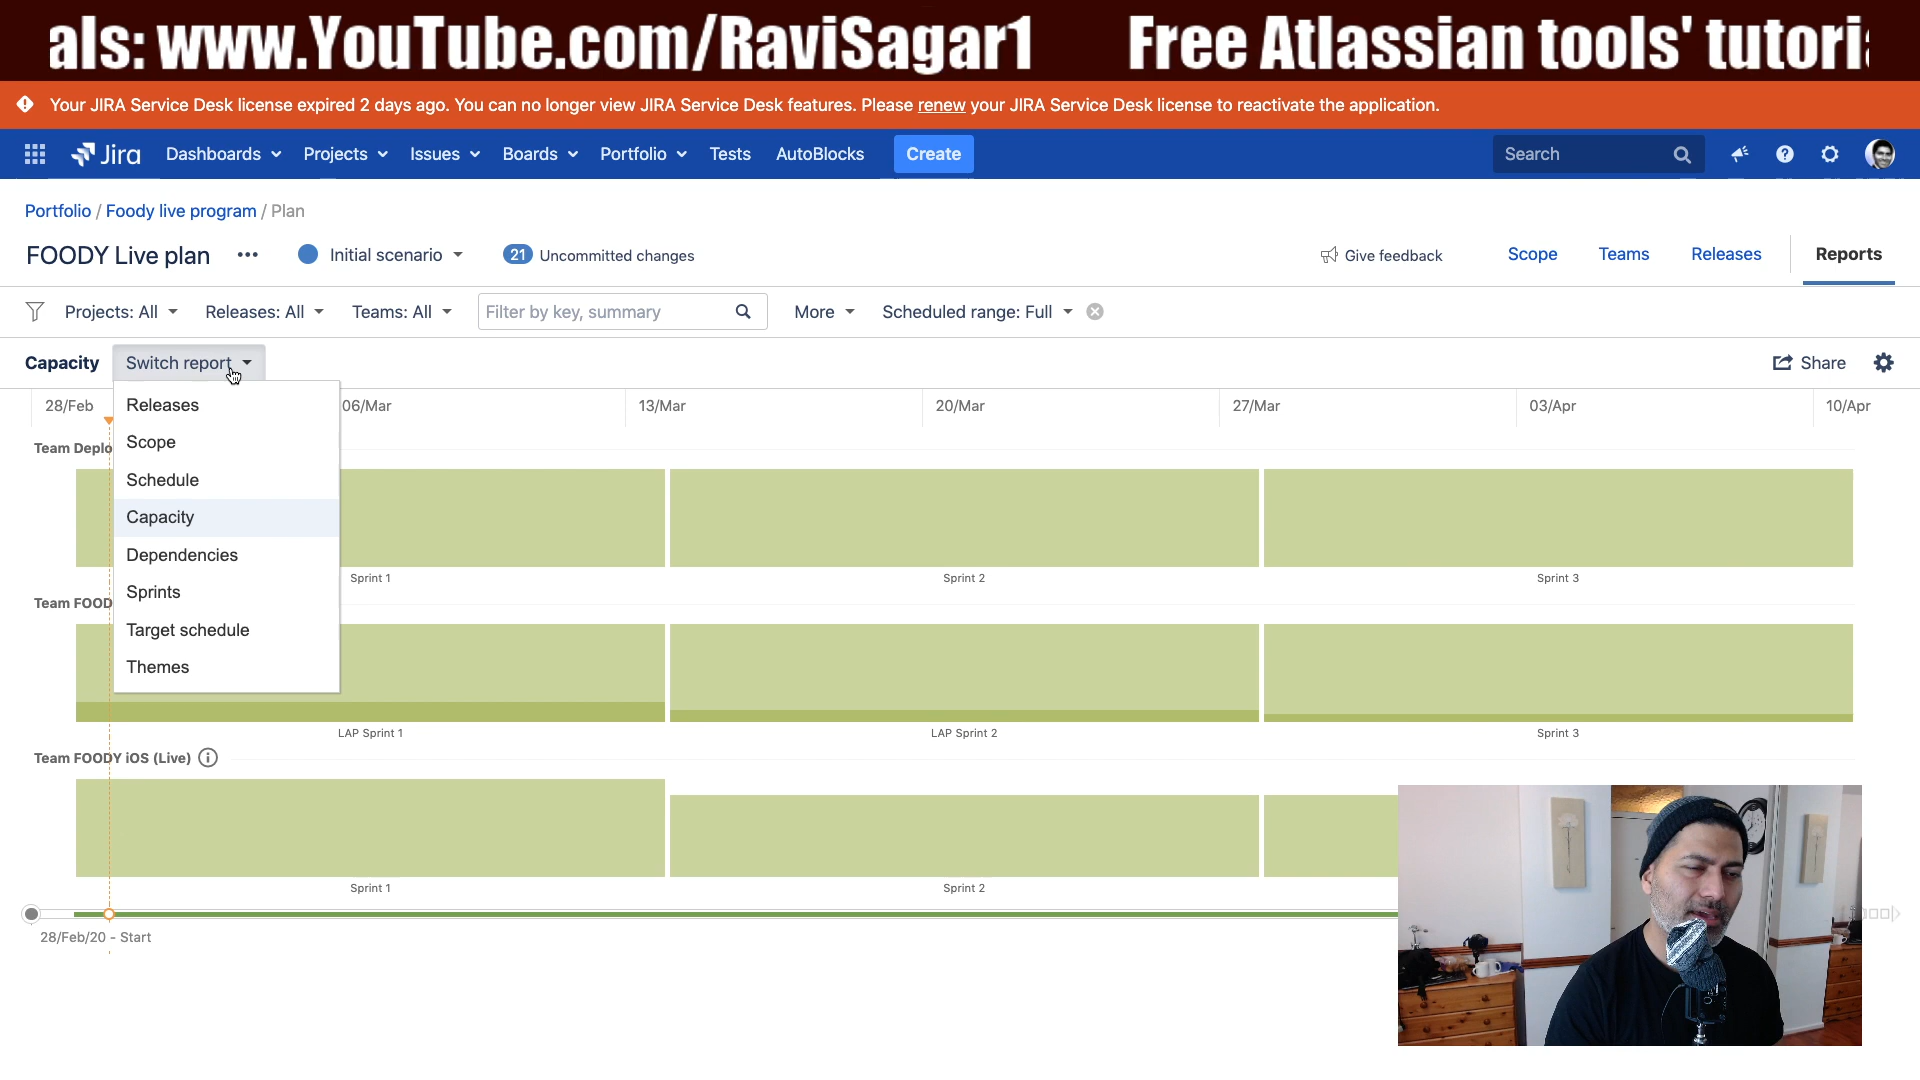 als: www.YouTube.com/RaviSagar1 Free Atlassian tools' tutori
Your JIRA Service Desk license expired 2 days ago. You can no longer view JIRA Service Desk features. Please renew your JIRA Service Desk license to reactivate the application.
Jira Dashboards Projects Issues Boards Portfolio Tests AutoBlocks Create Search
Portfolio / Foody live program / Plan
FOODY Live plan ••• Initial scenario 21 Uncommitted changes Give feedback Scope Teams Releases Reports
Projects: All Releases: All Teams: All Filter by key, summary More Scheduled range: Full
Capacity Switch report Share
28/Feb 06/Mar 13/Mar 20/Mar 27/Mar 03/Apr 10/Apr
Releases
Scope
Team Deplo
Schedule
Capacity
Dependencies
Sprint 1 Sprint 2 Sprint 3
Sprints
Team FOOD
Target schedule
Themes
LAP Sprint 1 LAP Sprint 2 Sprint 3
Team FOODY iOS (Live)
Sprint 1 Sprint 2
28/Feb/20 - Start